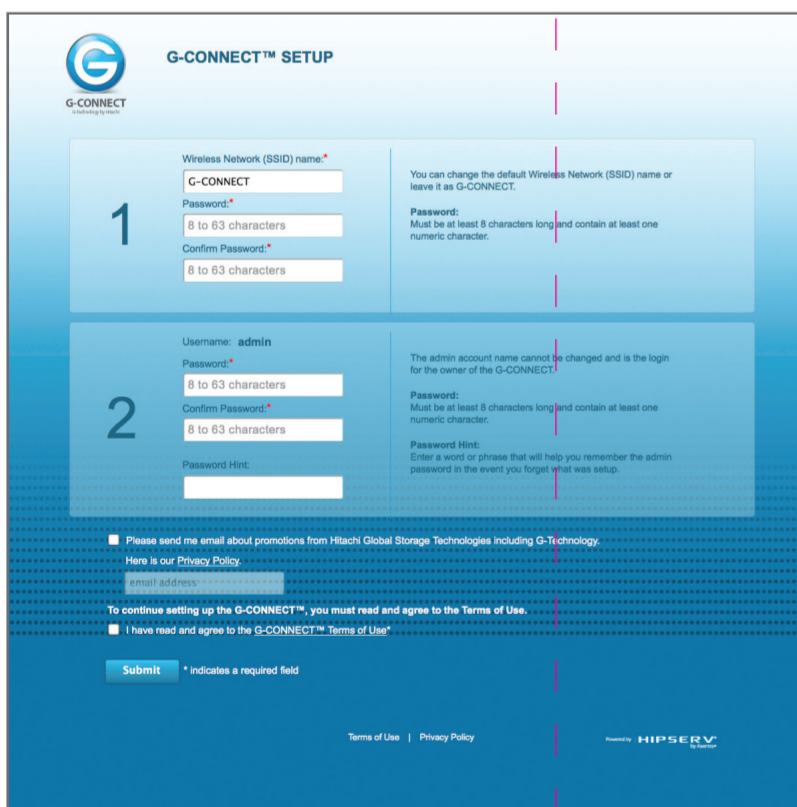 G-CONNECT™ SETUP
G-CONNECT
a technology by Hitachi
1
Wireless Network (SSID) name:*
G-CONNECT
Password:*
8 to 63 characters
Confirm Password:*
8 to 63 characters
You can change the default Wireless Network (SSID) name or
leave it as G-CONNECT.
Password:
Must be at least 8 characters long and contain at least one
numeric character.
2
Username: admin
Password:*
8 to 63 characters
Confirm Password:*
8 to 63 characters
Password Hint:
The admin account name cannot be changed and is the login
for the owner of the G-CONNECT.
Password:
Must be at least 8 characters long and contain at least one
numeric character.
Password Hint:
Enter a word or phrase that will help you remember the admin
password in the event you forget what was setup.
Please send me email about promotions from Hitachi Global Storage Technologies including G-Technology.
Here is our Privacy Policy.
email address
To continue setting up the G-CONNECT™, you must read and agree to the Terms of Use.
I have read and agree to the G-CONNECT™ Terms of Use*
Submit * indicates a required field
Terms of Use | Privacy Policy
Powered by HIPSERV
by Axentra